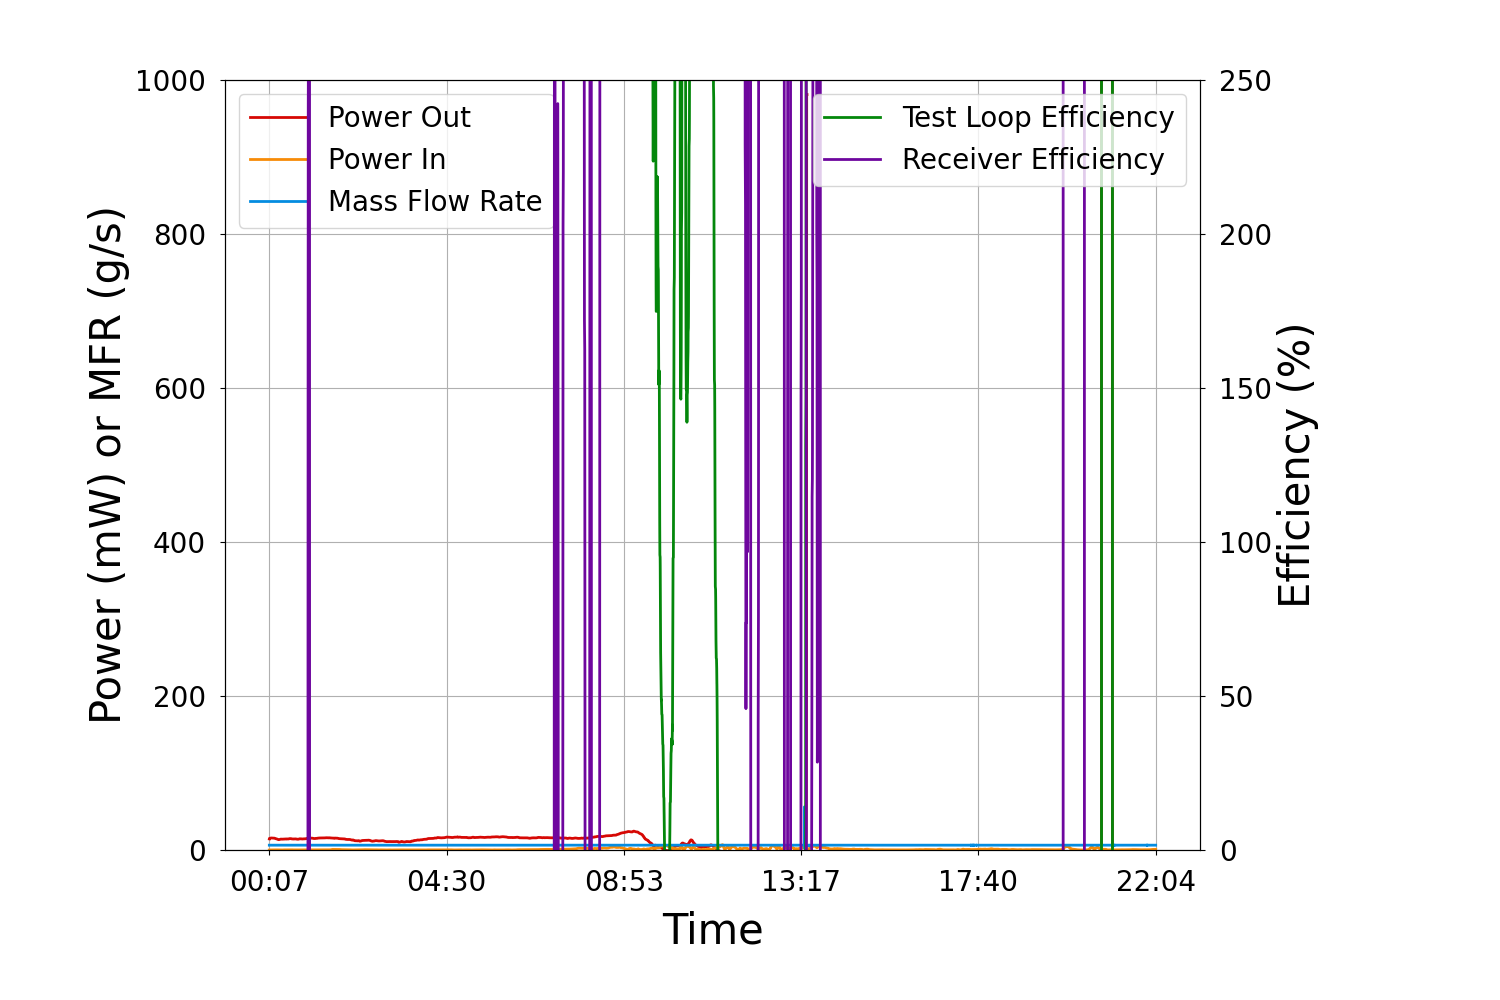 1000
800
600
400
200
0
Power (mW) or MFR (g/s)
Power Out
Power In
Mass Flow Rate
Test Loop Efficiency
Receiver Efficiency
250
200
150
100
50
0
Efficiency (%)
00:07 04:30 08:53 13:17 17:40 22:04
Time